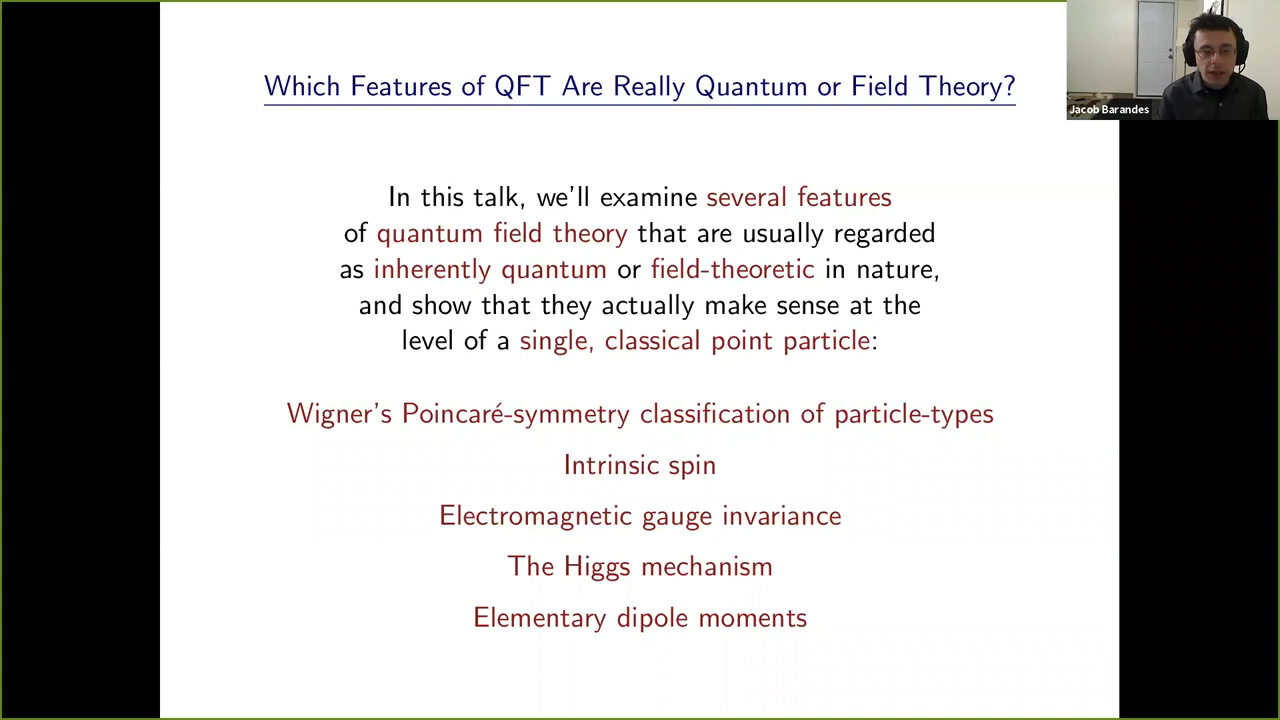 Which Features of QFT Are Really Quantum or Field Theory?
Jacob Barandes
In this talk, we'll examine several features
of quantum field theory that are usually regarded
as inherently quantum or field-theoretic in nature,
and show that they actually make sense at the
level of a single, classical point particle:
Wigner's Poincaré-symmetry classification of particle-types
Intrinsic spin
Electromagnetic gauge invariance
The Higgs mechanism
Elementary dipole moments